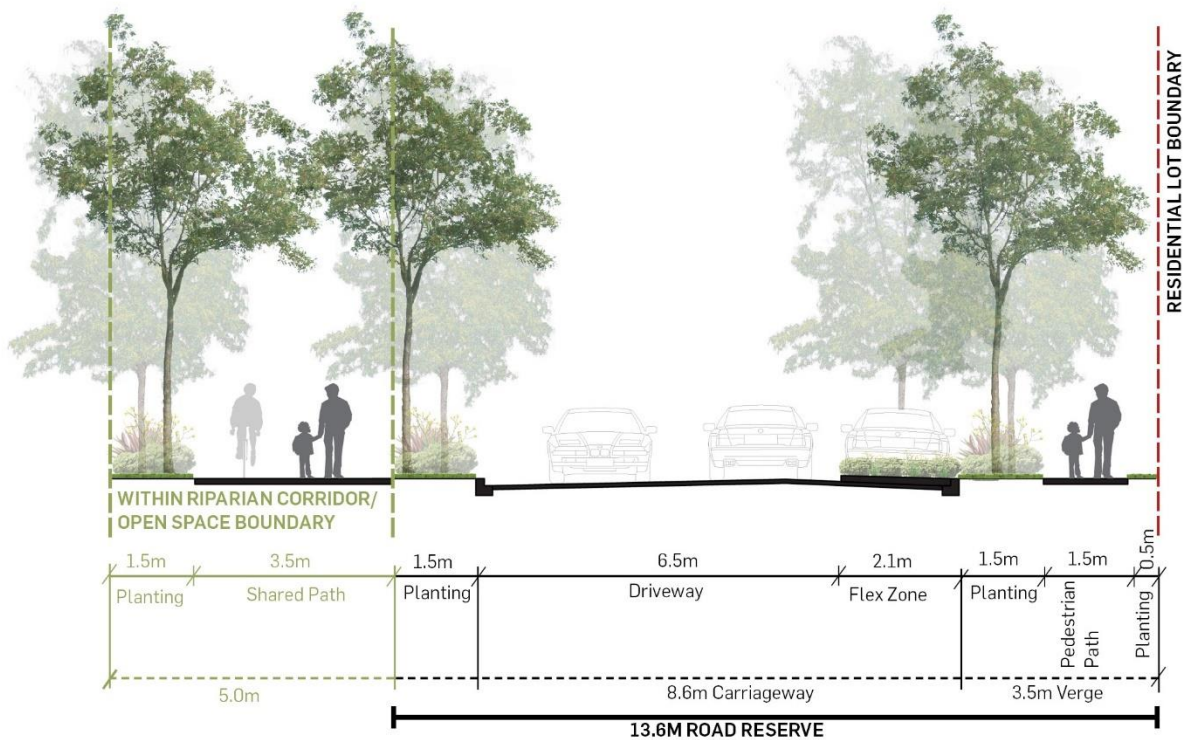 RESIDENTIAL LOT BOUNDARY
WITHIN RIPARIAN CORRIDOR/
OPEN SPACE BOUNDARY
1.5m
3.5m
1.5m
6.5m
2.1m
1.5m
1.5m
0.5m
Planting
Shared Path
Planting
Driveway
Flex Zone
Planting
Pedestrian
Path
Planting
5.0m
8.6m Carriageway
3.5m Verge
13.6M ROAD RESERVE